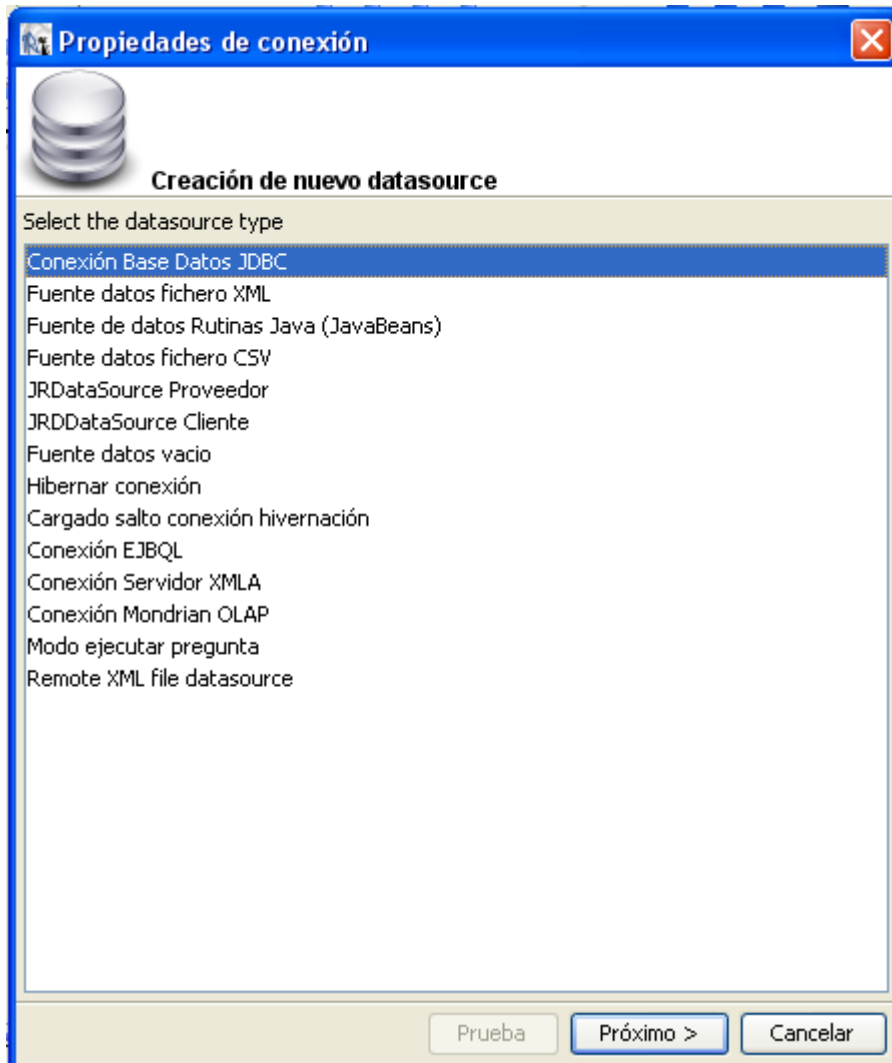 Propiedades de conexión
Creación de nuevo datasource
Select the datasource type
Conexión Base Datos JDBC
Fuente datos fichero XML
Fuente de datos Rutinas Java (JavaBeans)
Fuente datos fichero CSV
JRDataSource Proveedor
JRDDataSource Cliente
Fuente datos vacio
Hibernar conexión
Cargado salto conexión hivernación
Conexión EJBQL
Conexión Servidor XMLA
Conexión Mondrian OLAP
Modo ejecutar pregunta
Remote XML file datasource
Prueba Próximo > Cancelar